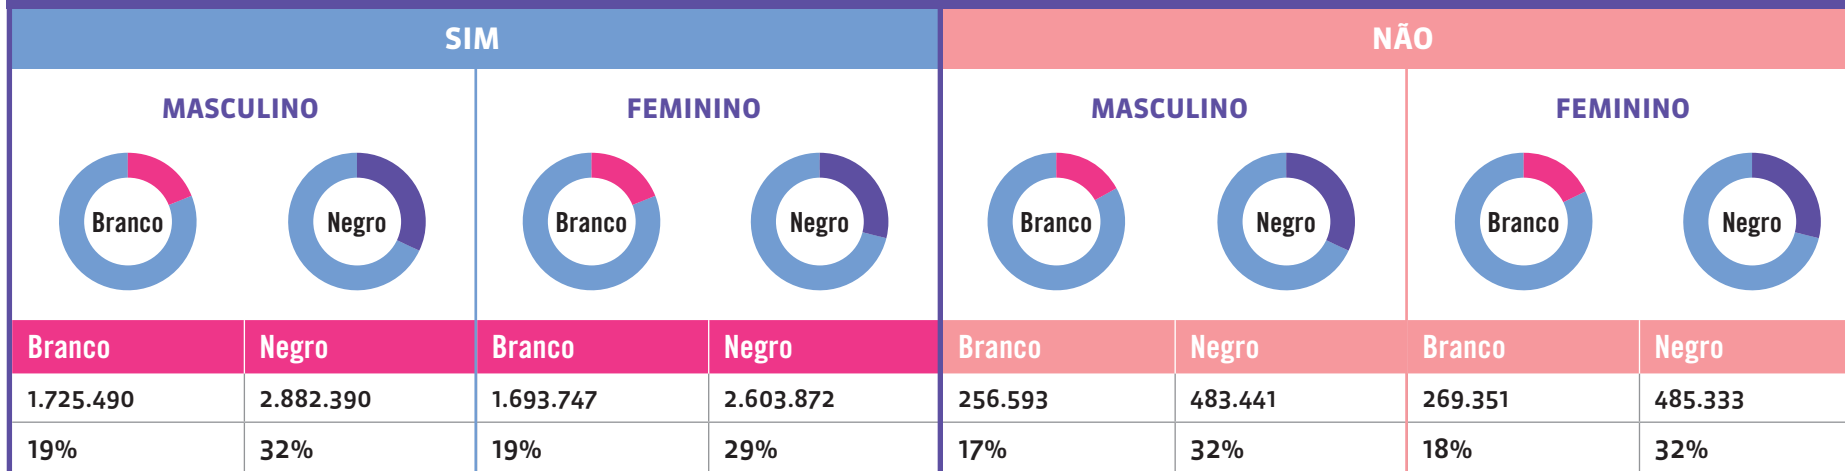 SIM NÃO
MASCULINO FEMININO MASCULINO FEMININO
Branco Negro Branco Negro Branco Negro Branco Negro
Branco Negro Branco Negro Branco Negro Branco Negro
1.725.490 2.882.390 1.693.747 2.603.872 256.593 483.441 269.351 485.333
19% 32% 19% 29% 17% 32% 18% 32%